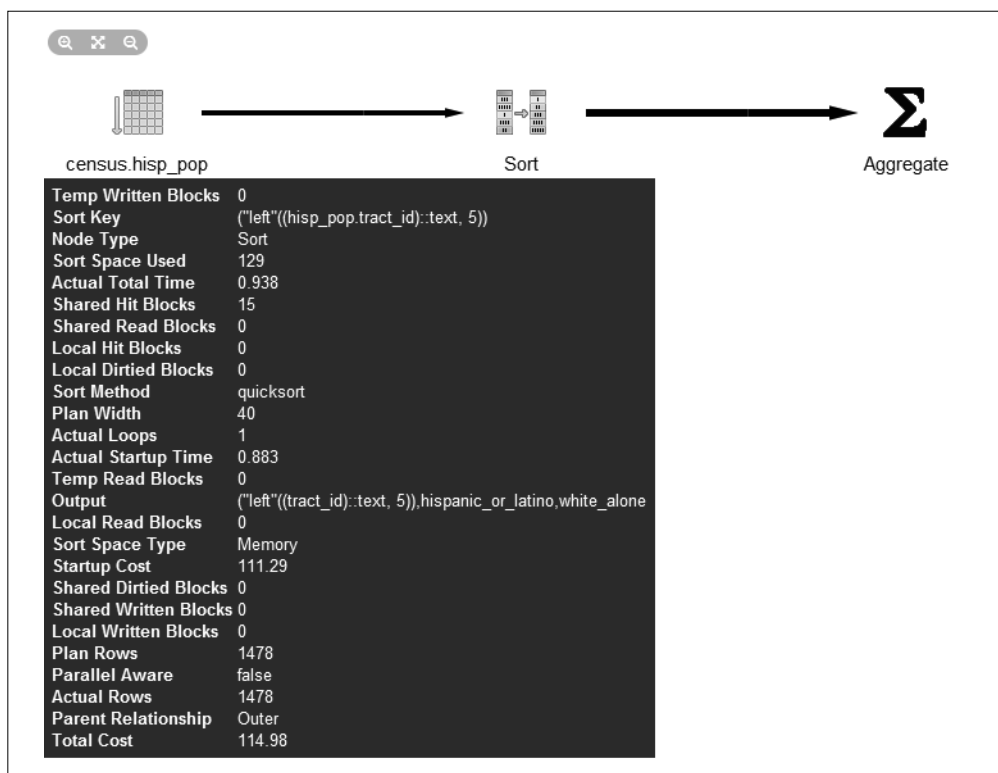 census.hisp_pop Sort Aggregate
Temp Written Blocks 0
Sort Key ("left"((hisp_pop.tract_id)::text, 5))
Node Type Sort
Sort Space Used 129
Actual Total Time 0.938
Shared Hit Blocks 15
Shared Read Blocks 0
Local Hit Blocks 0
Local Dirtied Blocks 0
Sort Method quicksort
Plan Width 40
Actual Loops 1
Actual Startup Time 0.883
Temp Read Blocks 0
Output ("left"((tract_id)::text, 5)),hispanic_or_latino,white_alone
Local Read Blocks 0
Sort Space Type Memory
Startup Cost 111.29
Shared Dirtied Blocks 0
Shared Written Blocks 0
Local Written Blocks 0
Plan Rows 1478
Parallel Aware false
Actual Rows 1478
Parent Relationship Outer
Total Cost 114.98